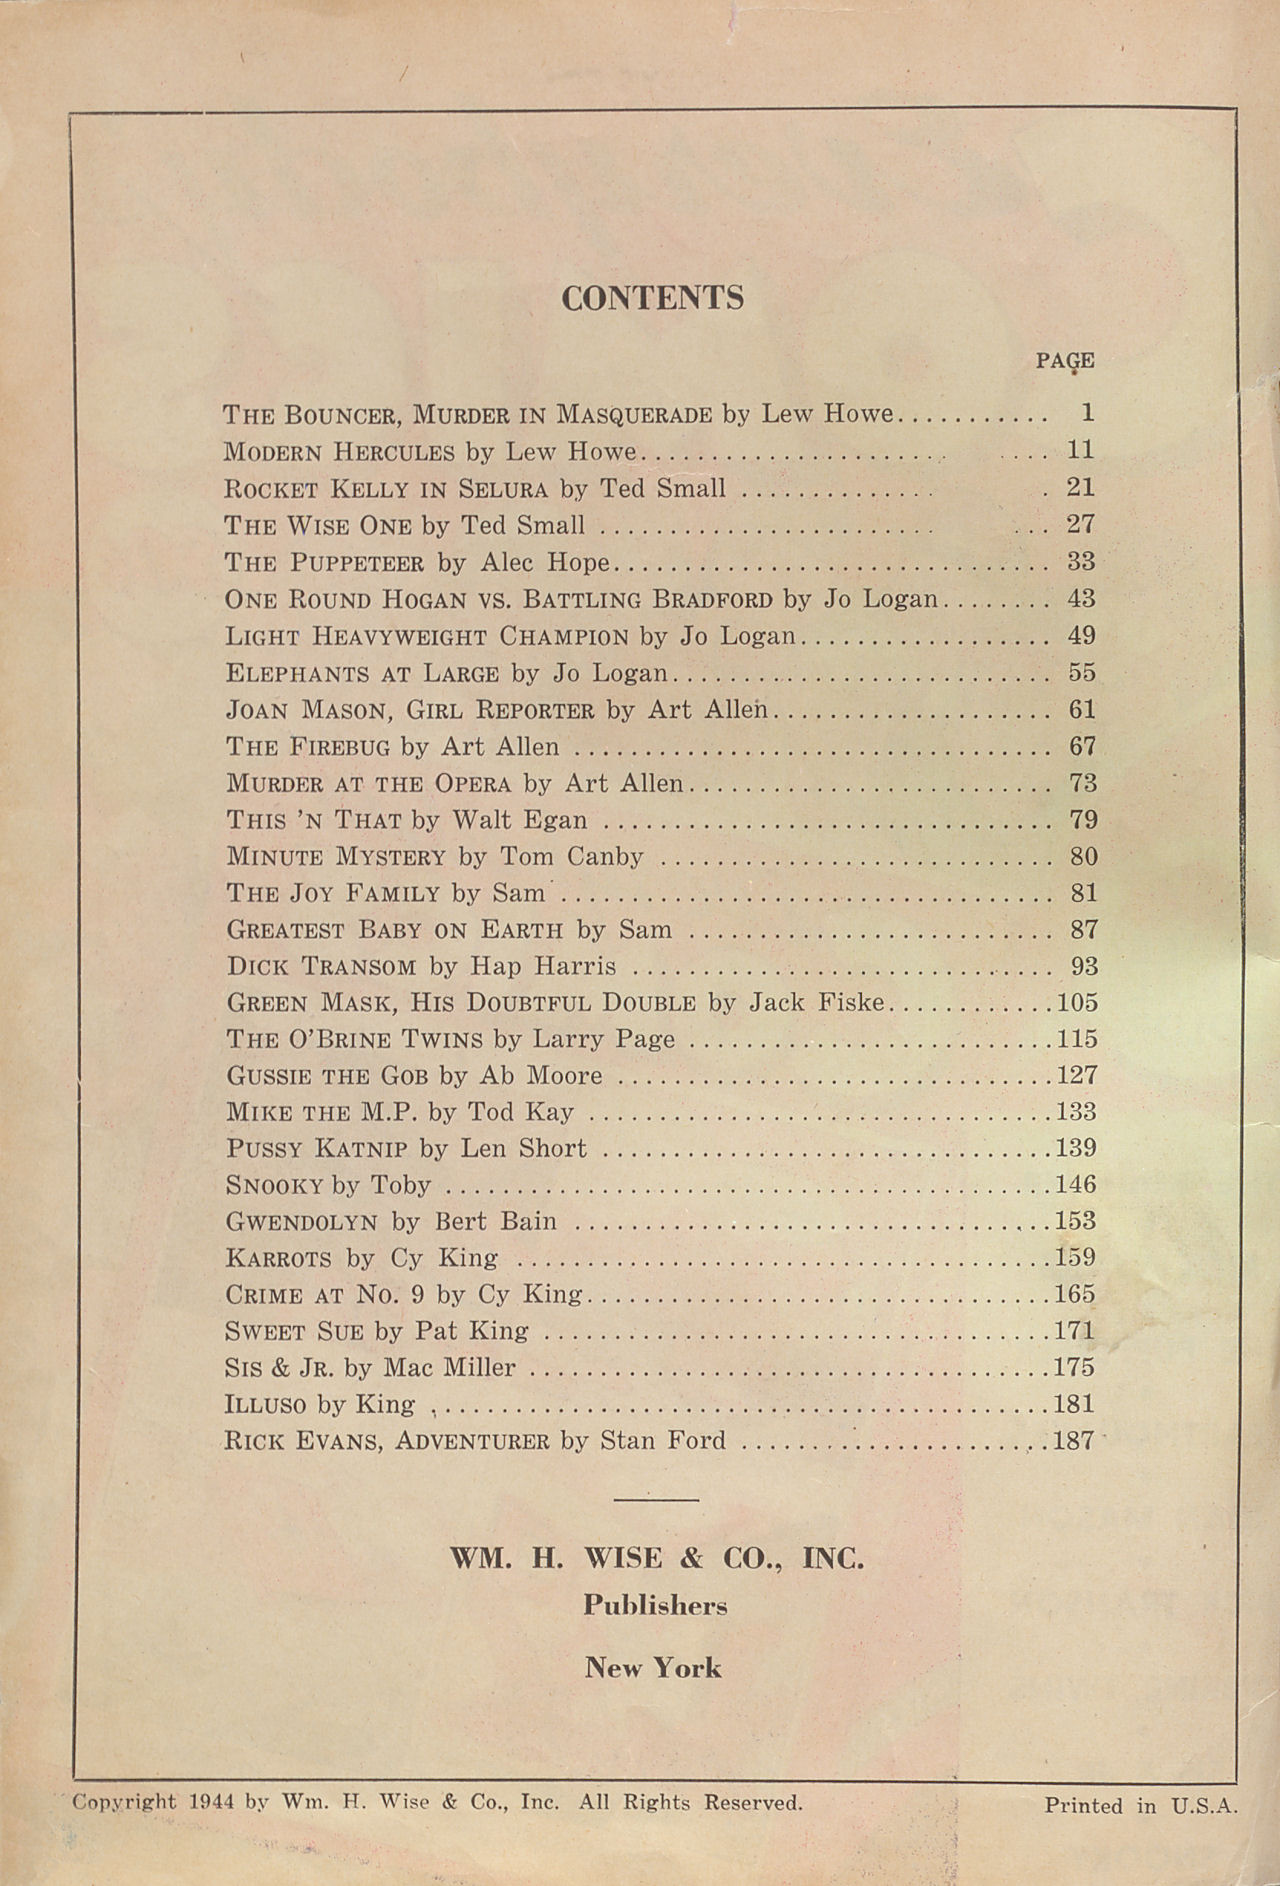 CONTENTS
PAGE
THE BOUNCER, MURDER IN MASQUERADE by Lew Howe........... 1
MODERN HERCULES by Lew Howe...................... .... 11
ROCKET KELLY IN SELURA by Ted Small .............. . 21
THE WISE ONE by Ted Small ........................ ... 27
THE PUPPETEER by Alec Hope............................... 33
ONE ROUND HOGAN VS. BATTLING BRADFORD by Jo Logan........ 43
LIGHT HEAVYWEIGHT CHAMPION by Jo Logan.................. 49
ELEPHANTS AT LARGE by Jo Logan........................... 55
JOAN MASON, GIRL REPORTER by Art Allen.................... 61
THE FIREBUG by Art Allen .................................. 67
MURDER AT THE OPERA by Art Allen.......................... 73
THIS 'N THAT by Walt Egan ................................ 79
MINUTE MYSTERY by Tom Canby ............................ 80
THE JOY FAMILY by Sam ................................... 81
GREATEST BABY ON EARTH by Sam .......................... 87
DICK TRANSOM by Hap Harris .............................. 93
GREEN MASK, HIS DOUBTFUL DOUBLE by Jack Fiske............105
THE O'BRINE TWINS by Larry Page ..........................115
GUSSIE THE GOB by Ab Moore ...............................127
MIKE THE M.P. by Tod Kay .................................133
PUSSY KATNIP by Len Short ................................139
SNOOKY by Toby ...........................................146
GWENDOLYN by Bert Bain ..................................153
KARROTS by Cy King ......................................159
CRIME AT NO. 9 by Cy King.................................165
SWEET SUE by Pat King ....................................171
SIS & JR. by Mac Miller .....................................175
ILLUSO by King ............................................181
RICK EVANS, ADVENTURER by Stan Ford ......................187
WM. H. WISE & CO., INC.
Publishers
New York
Copyright 1944 by Wm. H. Wise & Co., Inc. All Rights Reserved.
Printed in U.S.A.